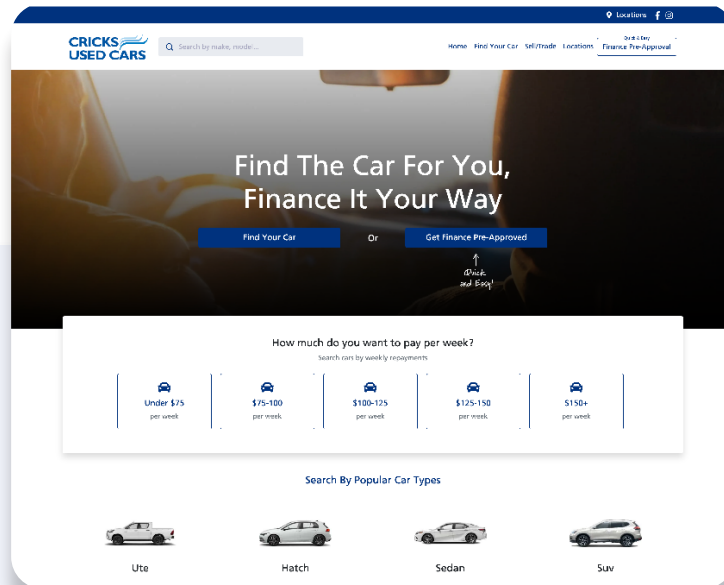 Locations
CRICKS
USED CARS
Search by make, model...
Home Find Your Car Sell/Trade Locations
Quick & Easy
Finance Pre-Approval
Find The Car For You,
Finance It Your Way
Find Your Car Or Get Finance Pre-Approved
Quick
and Easy!
How much do you want to pay per week?
Search cars by weekly repayments
Under $75 $75-100 $100-125 $125-150 $150+
per week per week per week per week per week
Search By Popular Car Types
Ute Hatch Sedan Suv